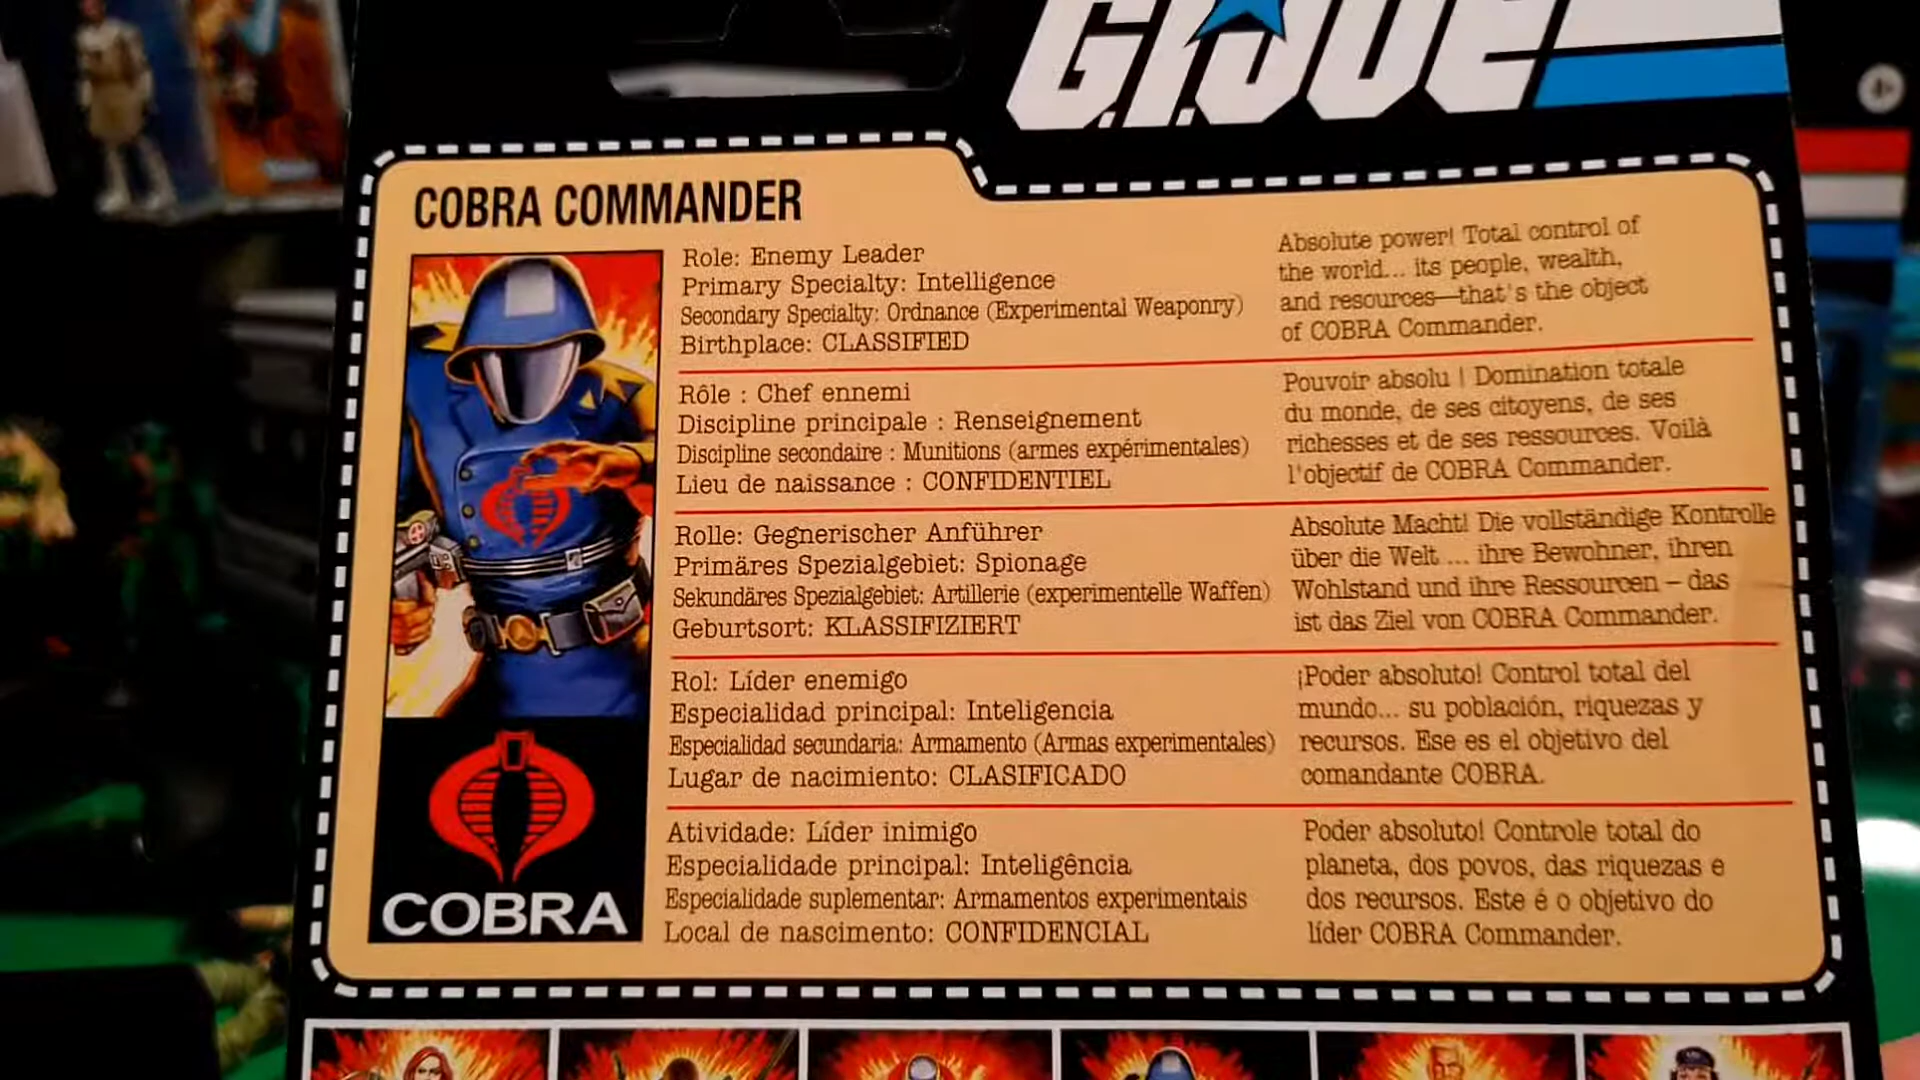 G.I.JOE
COBRA COMMANDER
Role: Enemy Leader
Primary Specialty: Intelligence
Secondary Specialty: Ordnance (Experimental Weaponry)
Birthplace: CLASSIFIED
Absolute power! Total control of
the world... its people, wealth,
and resources—that's the object
of COBRA Commander.
Rôle : Chef ennemi
Discipline principale : Renseignement
Discipline secondaire : Munitions (armes expérimentales)
Lieu de naissance : CONFIDENTIEL
Pouvoir absolu ! Domination totale
du monde, de ses citoyens, de ses
richesses et de ses ressources. Voilà
l'objectif de COBRA Commander.
Rolle: Gegnerischer Anführer
Primäres Spezialgebiet: Spionage
Sekundäres Spezialgebiet: Artillerie (experimentelle Waffen)
Geburtsort: KLASSIFIZIERT
Absolute Macht! Die vollständige Kontrolle
über die Welt ... ihre Bewohner, ihren
Wohlstand und ihre Ressourcen – das
ist das Ziel von COBRA Commander.
Rol: Líder enemigo
Especialidad principal: Inteligencia
Especialidad secundaria: Armamento (Armas experimentales)
Lugar de nacimiento: CLASIFICADO
¡Poder absoluto! Control total del
mundo... su población, riquezas y
recursos. Ese es el objetivo del
comandante COBRA.
Atividade: Líder inimigo
Especialidade principal: Inteligência
Especialidade suplementar: Armamentos experimentais
Local de nascimento: CONFIDENCIAL
Poder absoluto! Controle total do
planeta, dos povos, das riquezas e
dos recursos. Este é o objetivo do
líder COBRA Commander.
COBRA